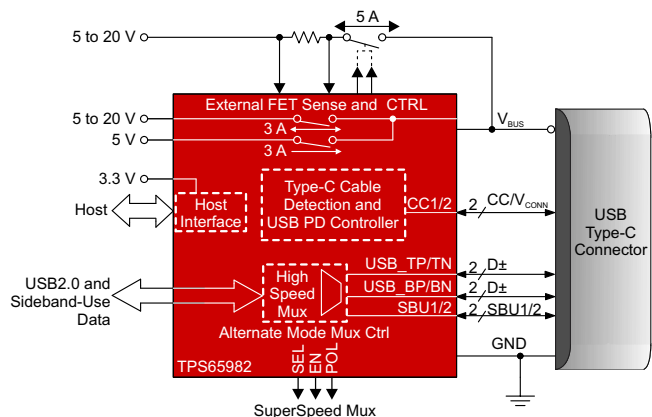 5 A
5 to 20 V
External FET Sense and CTRL
5 to 20 V
3 A
5 V
3 A
VBUS
3.3 V
Host
Host
Interface
Type-C Cable
Detection and
USB PD Controller
CC1/2
2
CC/VCONN
USB
Type-C
Connector
USB2.0 and
Sideband-Use
Data
High
Speed
Mux
USB_TP/TN
2
D±
USB_BP/BN
2
D±
SBU1/2
2
SBU1/2
Alternate Mode Mux Ctrl
GND
TPS65982
SEL
EN
POL
SuperSpeed Mux